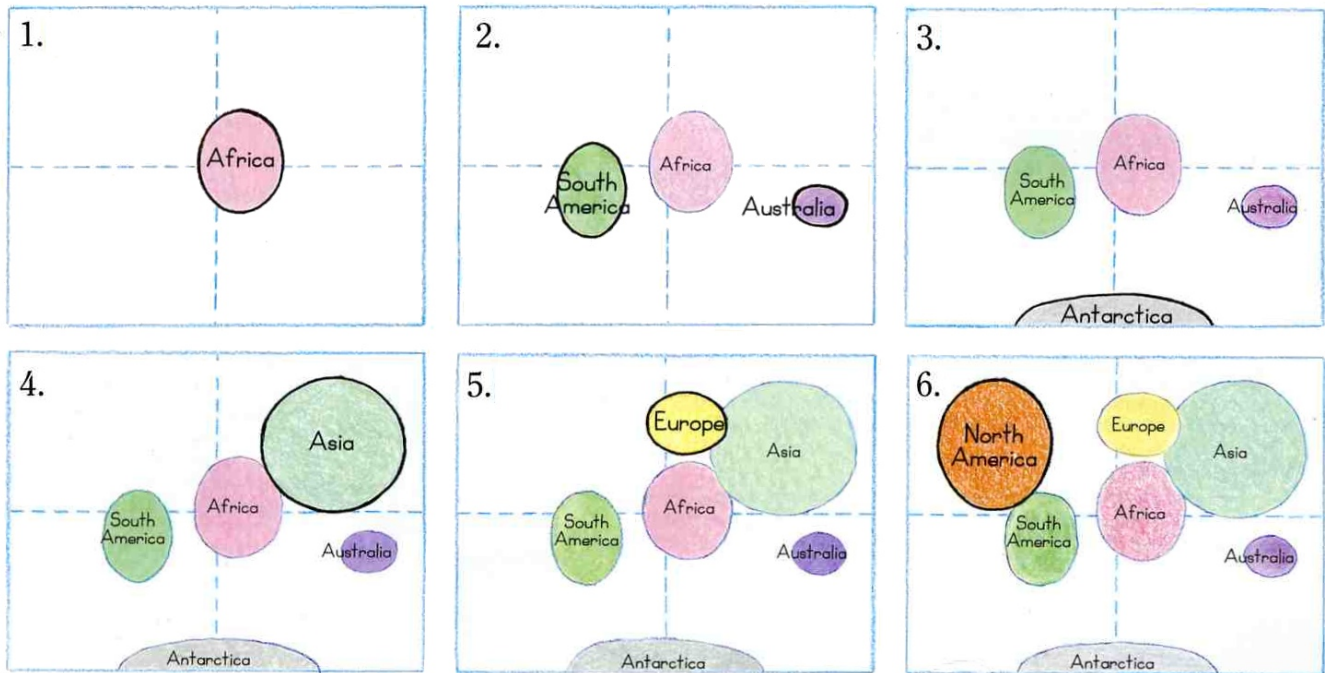 1.
Africa
2.
South
America
Africa
Australia
3.
South
America
Africa
Australia
Antarctica
4.
Asia
South
America
Africa
Australia
Antarctica
5.
Europe
Asia
South
America
Africa
Australia
Antarctica
6.
North
America
Europe
Asia
South
America
Africa
Australia
Antarctica